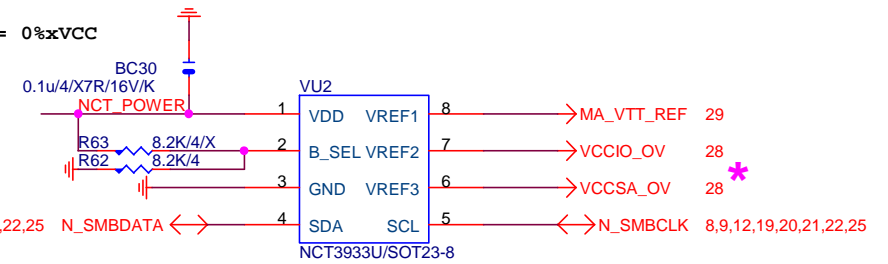 = 0%xVCC
BC30
0.1u/4/X7R/16V/K
VU2
NCT_POWER
1 VDD VREF1 8 MA_VTT_REF 29
R63 8.2K/4/X
2 B_SEL VREF2 7 VCCIO_OV 28
R62 8.2K/4
3 GND VREF3 6 VCCSA_OV 28 *
,22,25 N_SMBDATA 4 SDA SCL 5 N_SMBCLK 8,9,12,19,20,21,22,25
NCT3933U/SOT23-8